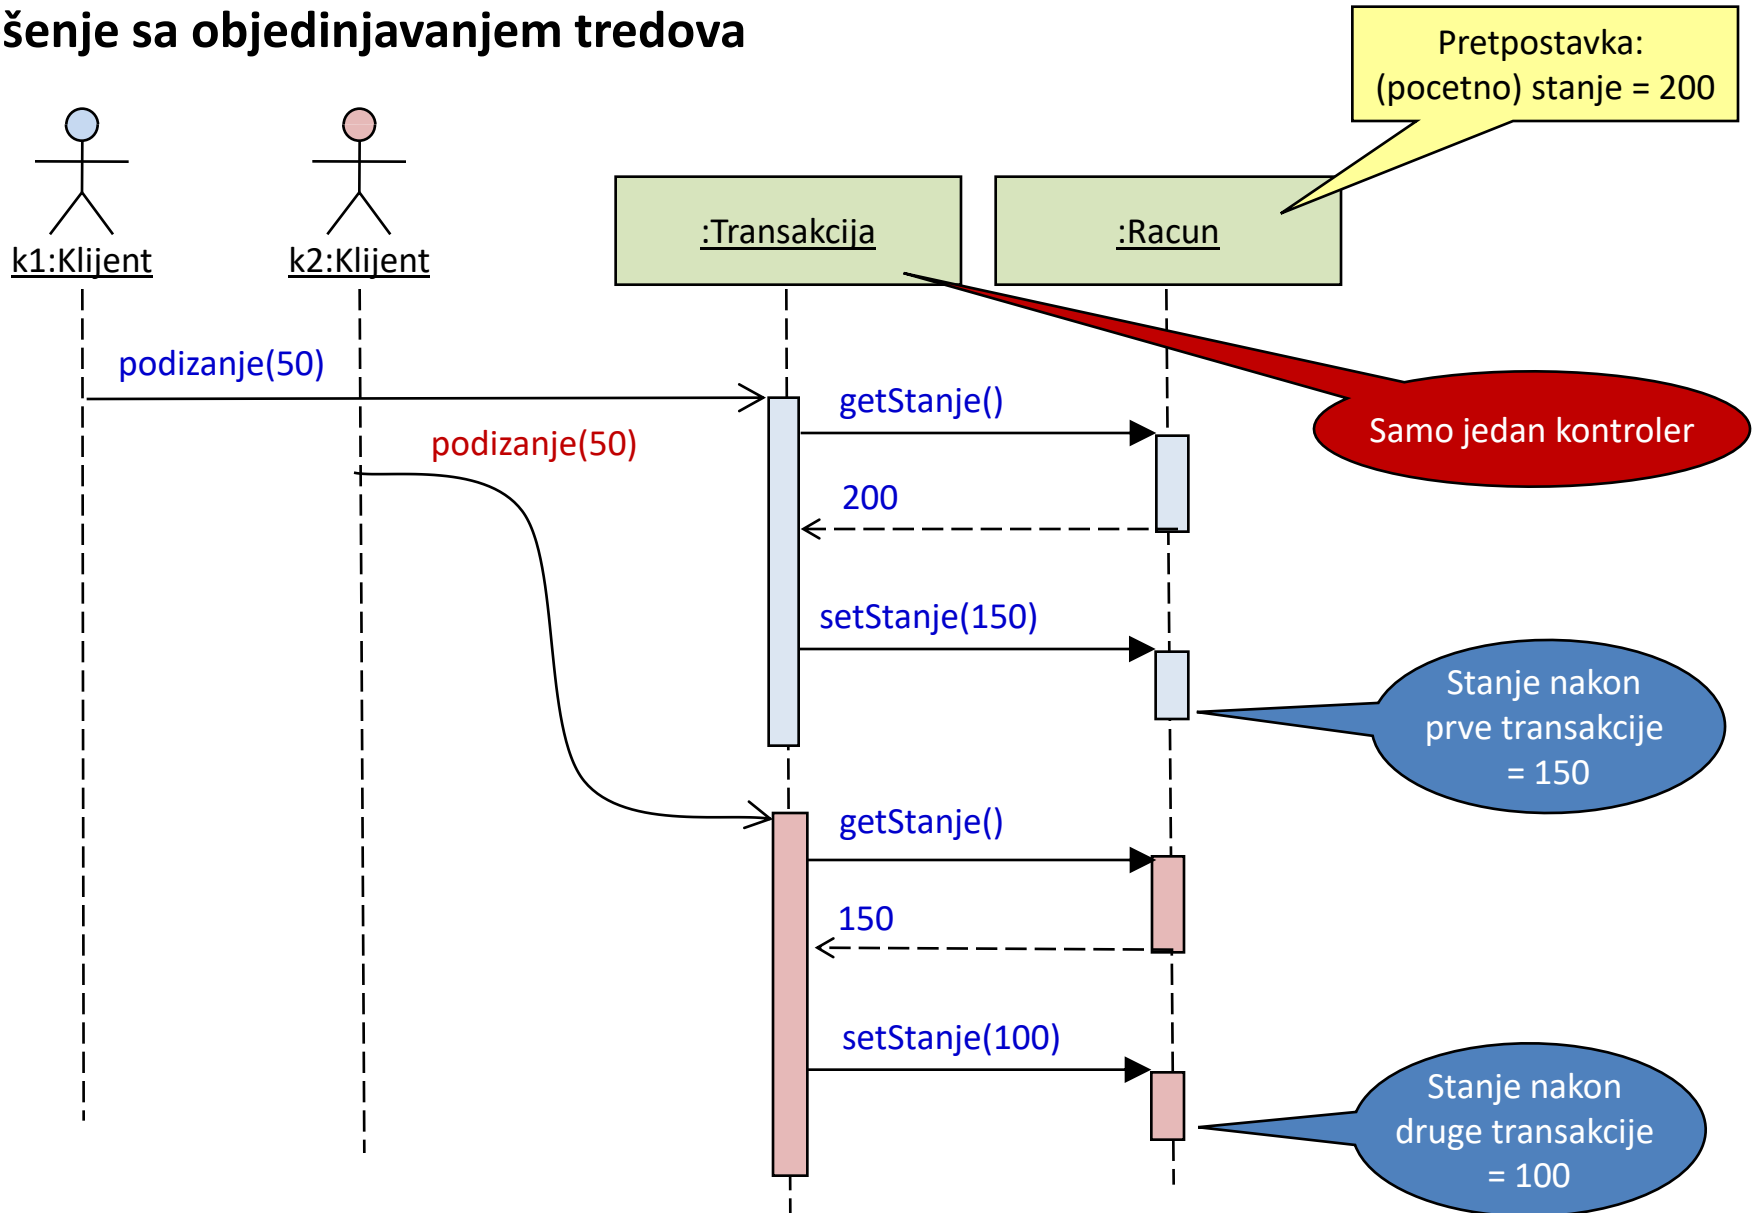 šenje sa objedinjavanjem tredova
Pretpostavka:
(pocetno) stanje = 200
k1:Klijent
k2:Klijent
:Transakcija
:Racun
podizanje(50)
getStanje()
podizanje(50)
Samo jedan kontroler
200
setStanje(150)
Stanje nakon
prve transakcije
= 150
getStanje()
150
setStanje(100)
Stanje nakon
druge transakcije
= 100